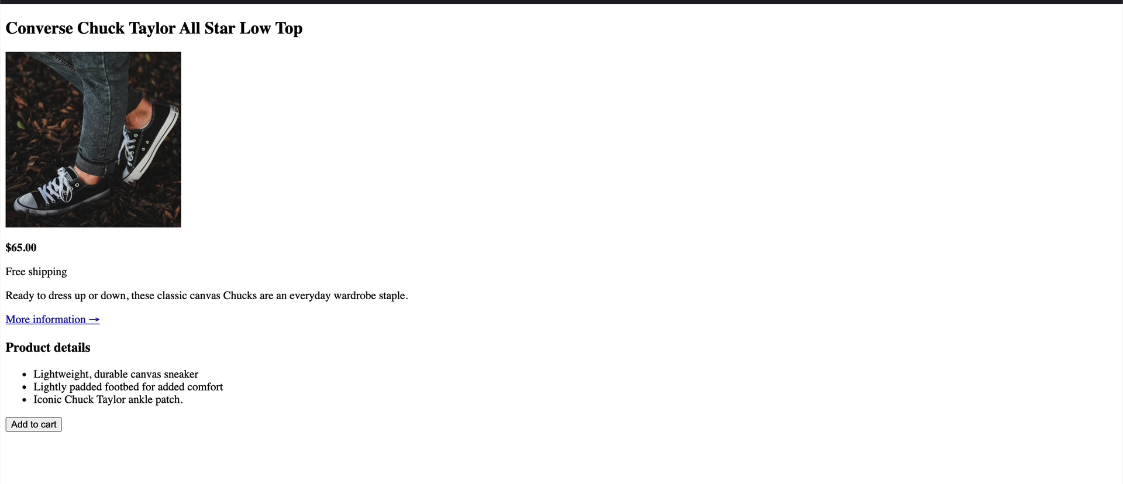 Converse Chuck Taylor All Star Low Top
$65.00
Free shipping
Ready to dress up or down, these classic canvas Chucks are an everyday wardrobe staple.
More information →
Product details
• Lightweight, durable canvas sneaker
• Lightly padded footbed for added comfort
• Iconic Chuck Taylor ankle patch.
Add to cart